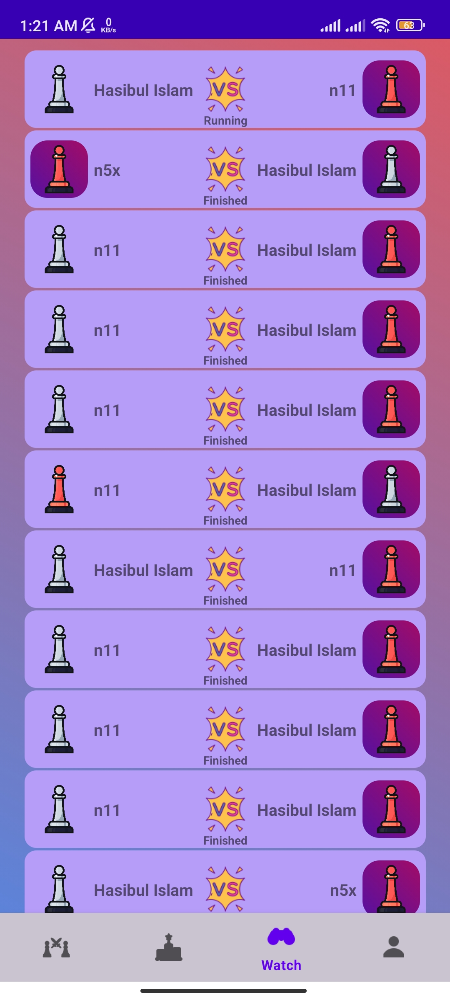 1:21 AM 0 KB/s 63
Hasibul Islam VS n11
Running
n5x VS Hasibul Islam
Finished
n11 VS Hasibul Islam
Finished
n11 VS Hasibul Islam
Finished
n11 VS Hasibul Islam
Finished
n11 VS Hasibul Islam
Finished
Hasibul Islam VS n11
Finished
n11 VS Hasibul Islam
Finished
n11 VS Hasibul Islam
Finished
n11 VS Hasibul Islam
Finished
Hasibul Islam VS n5x
Watch